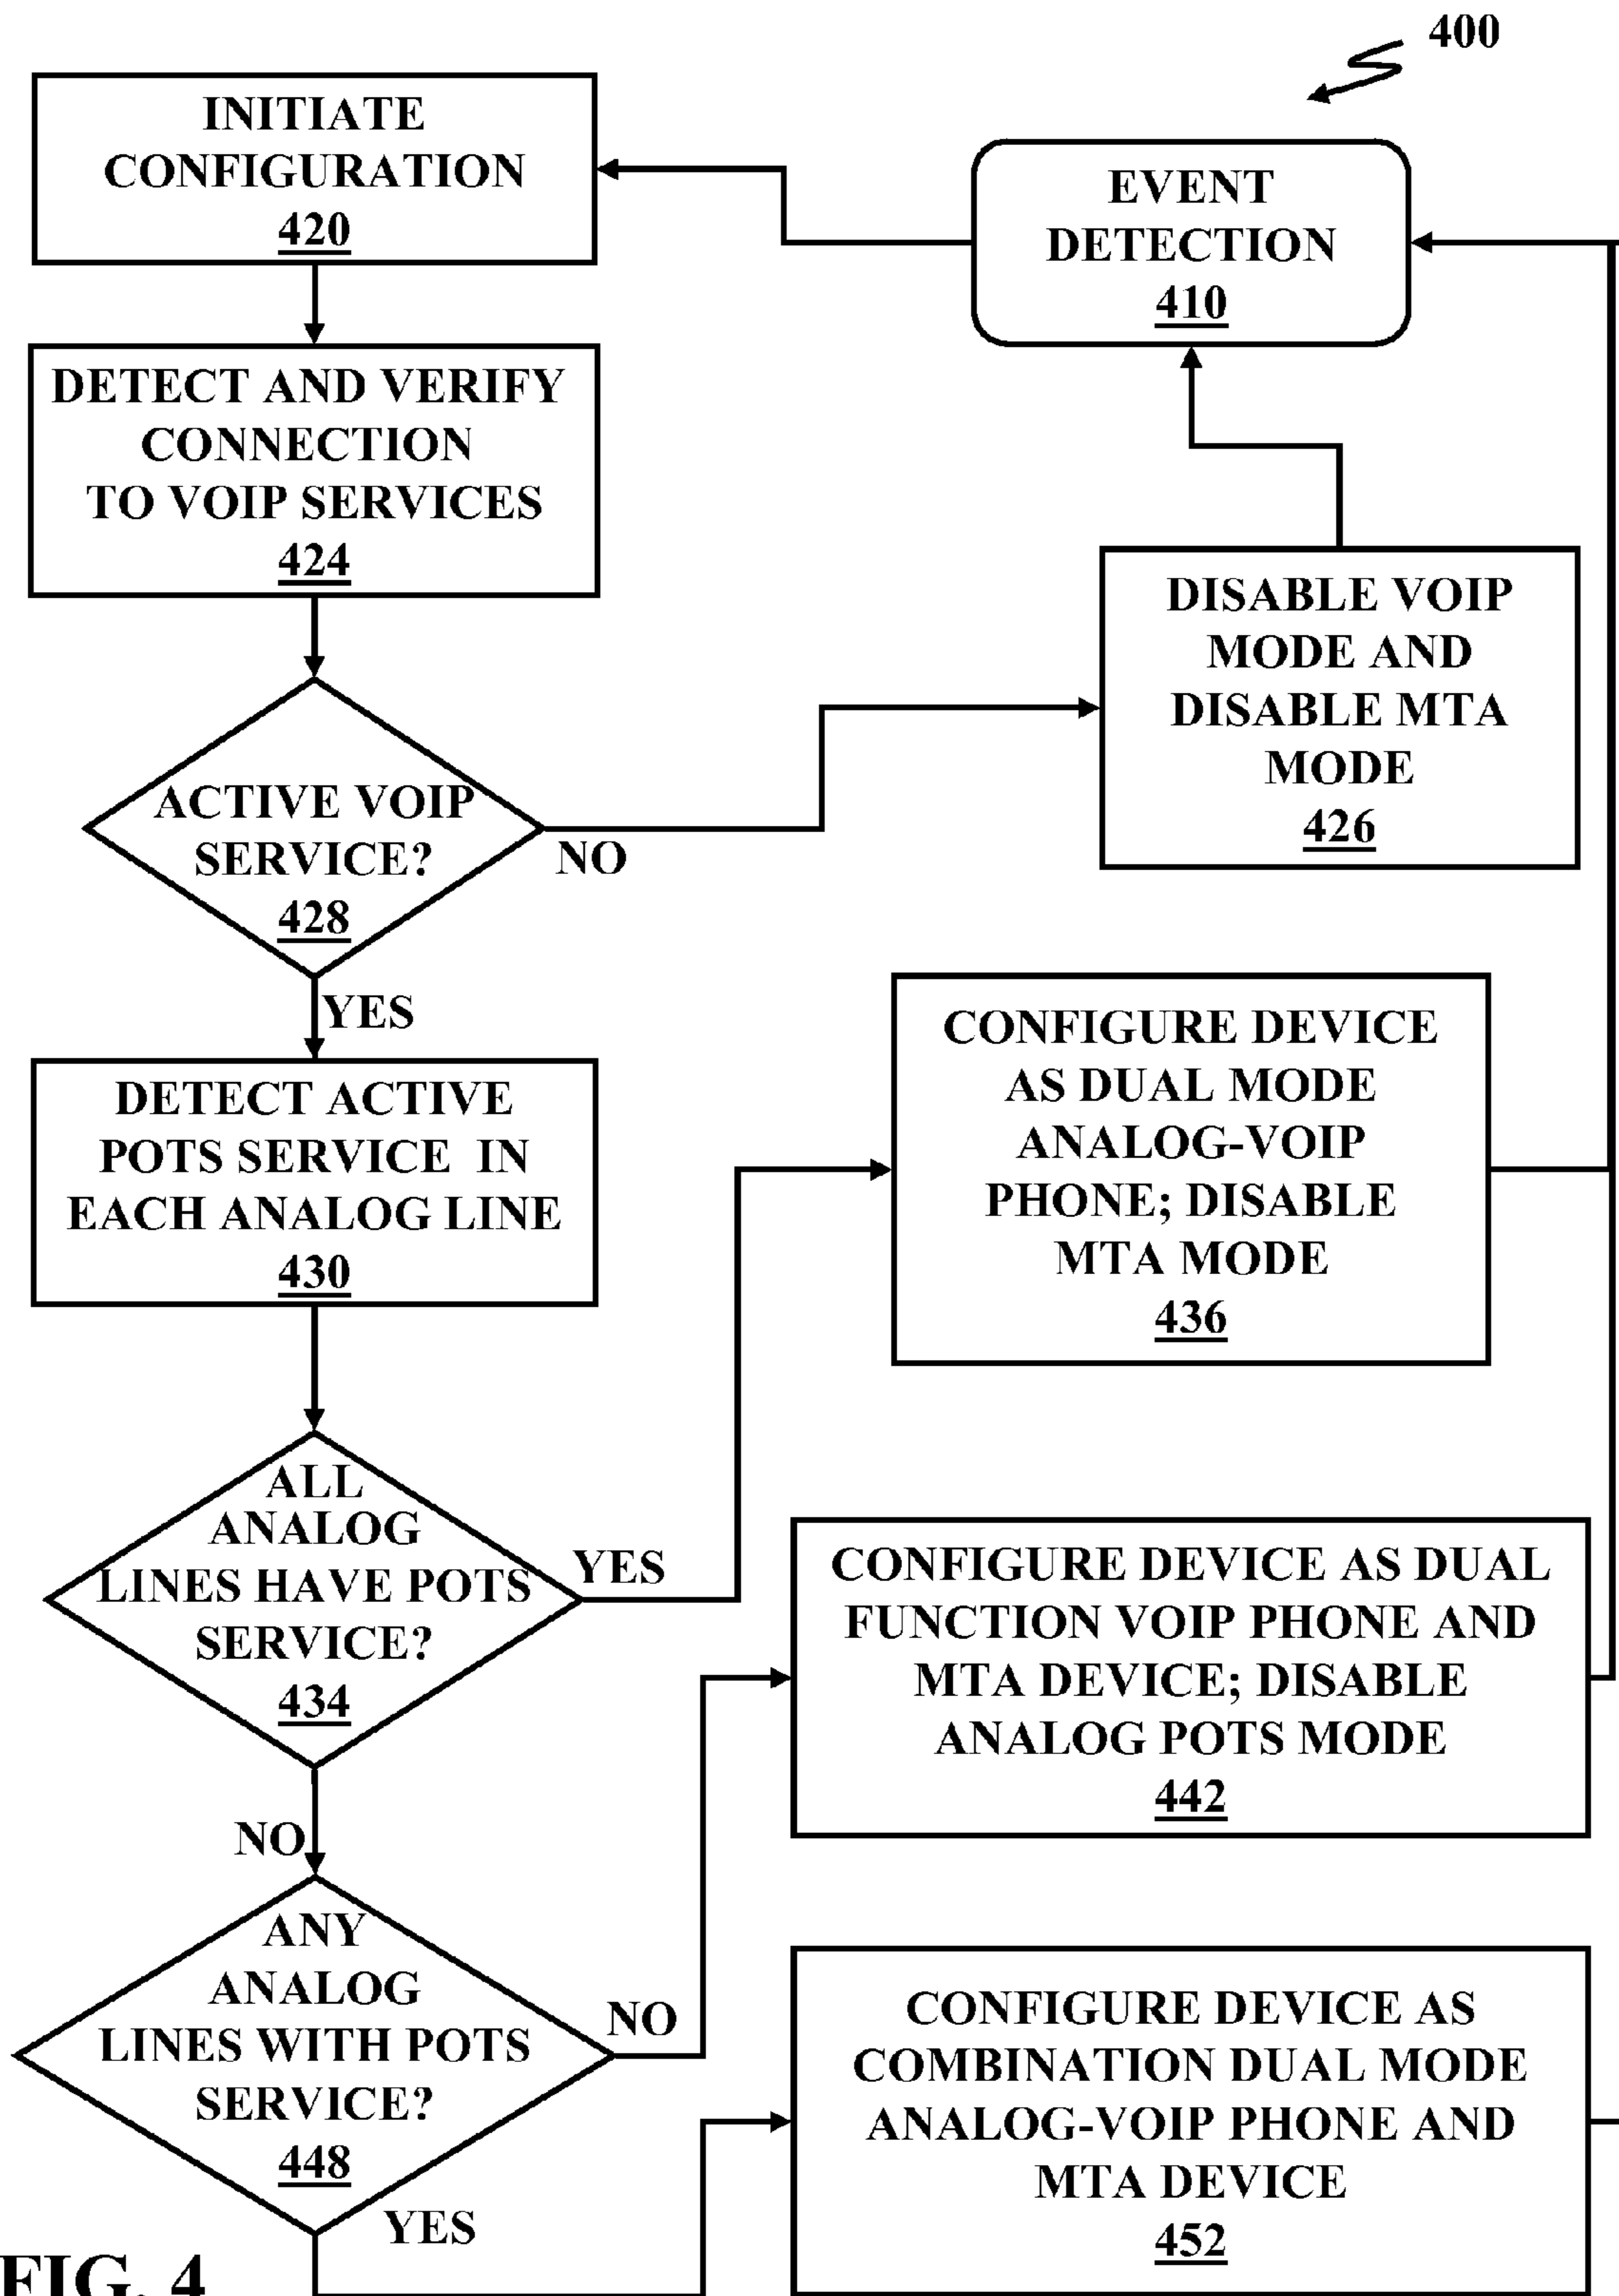 400
INITIATE
CONFIGURATION
420
EVENT
DETECTION
410
DETECT AND VERIFY
CONNECTION
TO VOIP SERVICES
424
DISABLE VOIP
MODE AND
DISABLE MTA
MODE
426
ACTIVE VOIP
SERVICE?
428
NO
YES
DETECT ACTIVE
POTS SERVICE IN
EACH ANALOG LINE
430
CONFIGURE DEVICE
AS DUAL MODE
ANALOG-VOIP
PHONE; DISABLE
MTA MODE
436
ALL
ANALOG
LINES HAVE POTS
SERVICE?
434
YES
NO
CONFIGURE DEVICE AS DUAL
FUNCTION VOIP PHONE AND
MTA DEVICE; DISABLE
ANALOG POTS MODE
442
ANY
ANALOG
LINES WITH POTS
SERVICE?
448
NO
YES
CONFIGURE DEVICE AS
COMBINATION DUAL MODE
ANALOG-VOIP PHONE AND
MTA DEVICE
452
FIG. 4